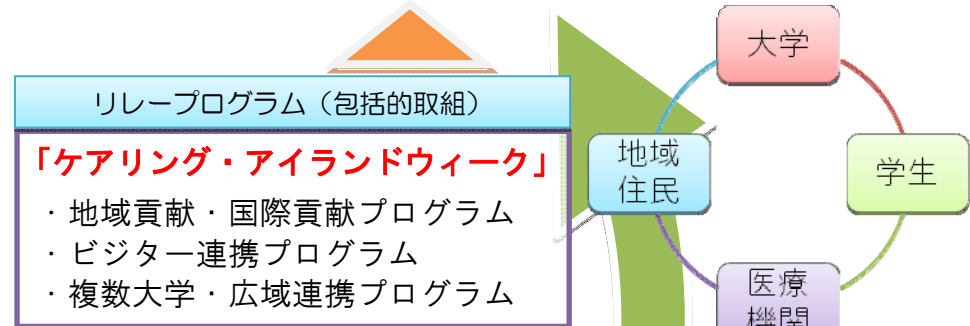 リレープログラム（包括的取組）
「ケアリング・アイランドウィーク」
・地域貢献・国際貢献プログラム
・ビジター連携プログラム
・複数大学・広域連携プログラム
大学
地域
住民
学生
医療
機関